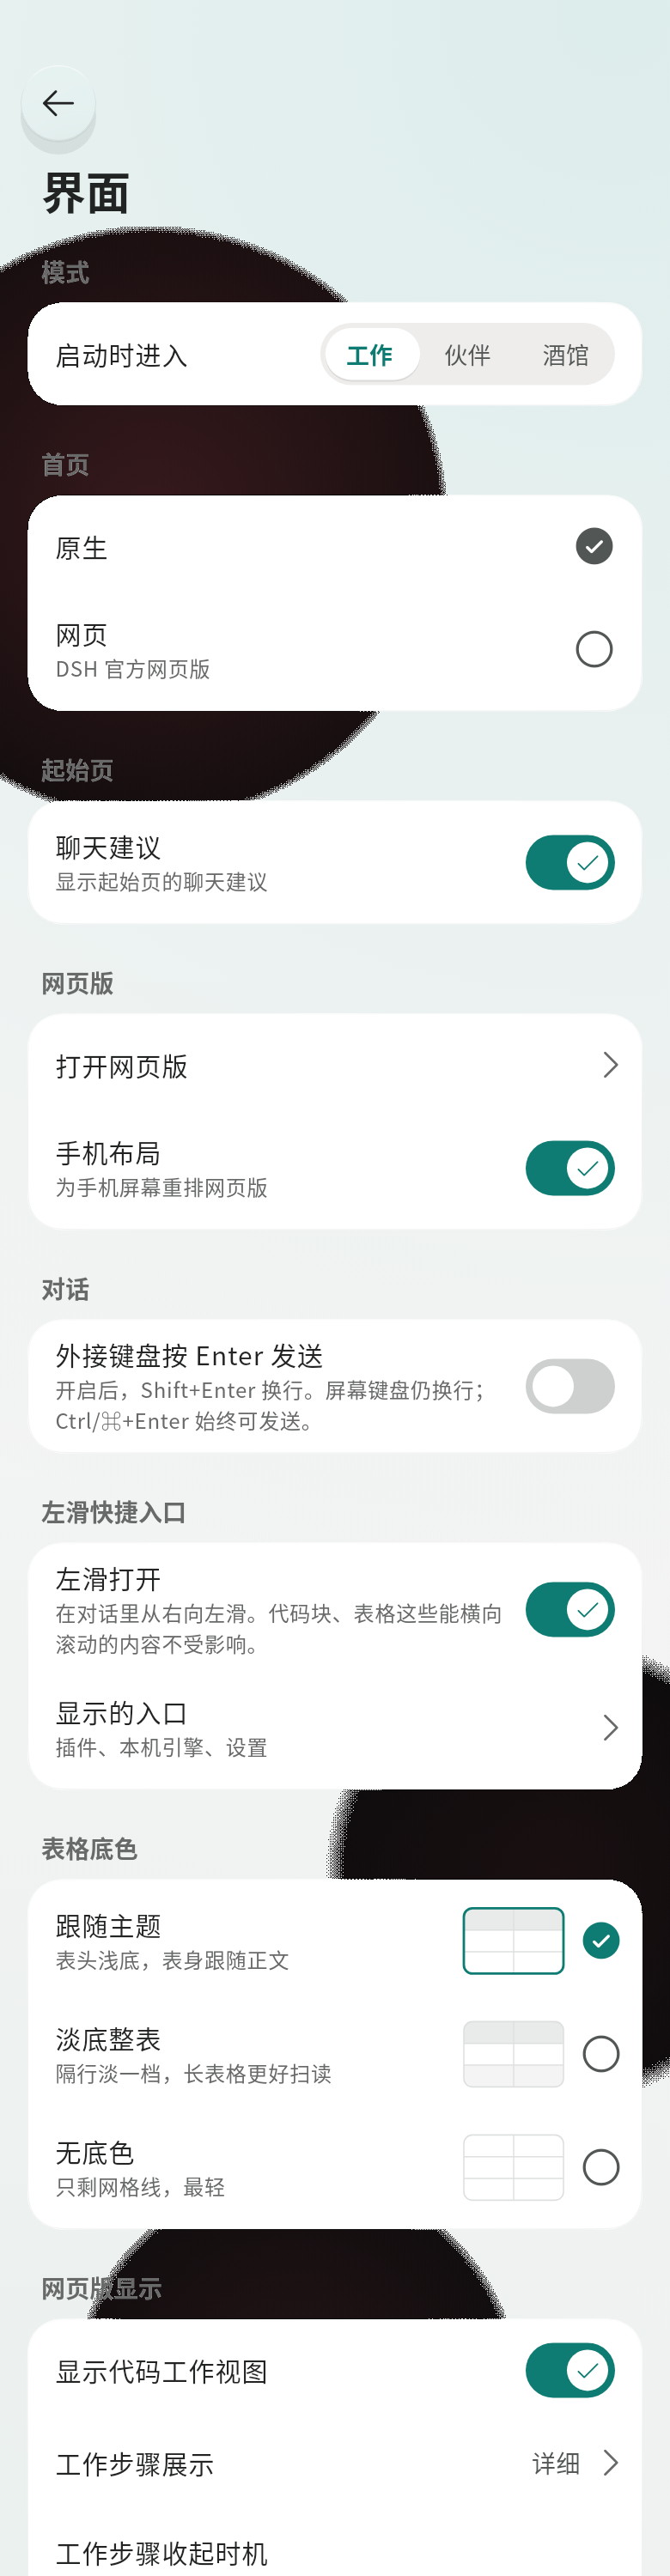 界面
模式
启动时进入
工作 伙伴 酒馆
首页
原生
网页
DSH 官方网页版
起始页
聊天建议
显示起始页的聊天建议
网页版
打开网页版
手机布局
为手机屏幕重排网页版
对话
外接键盘按 Enter 发送
开启后，Shift+Enter 换行。屏幕键盘仍换行；
Ctrl/⌘+Enter 始终可发送。
左滑快捷入口
左滑打开
在对话里从右向左滑。代码块、表格这些能横向
滚动的内容不受影响。
显示的入口
插件、本机引擎、设置
表格底色
跟随主题
表头浅底，表身跟随正文
淡底整表
隔行淡一档，长表格更好扫读
无底色
只剩网格线，最轻
网页版显示
显示代码工作视图
工作步骤展示 详细
工作步骤收起时机